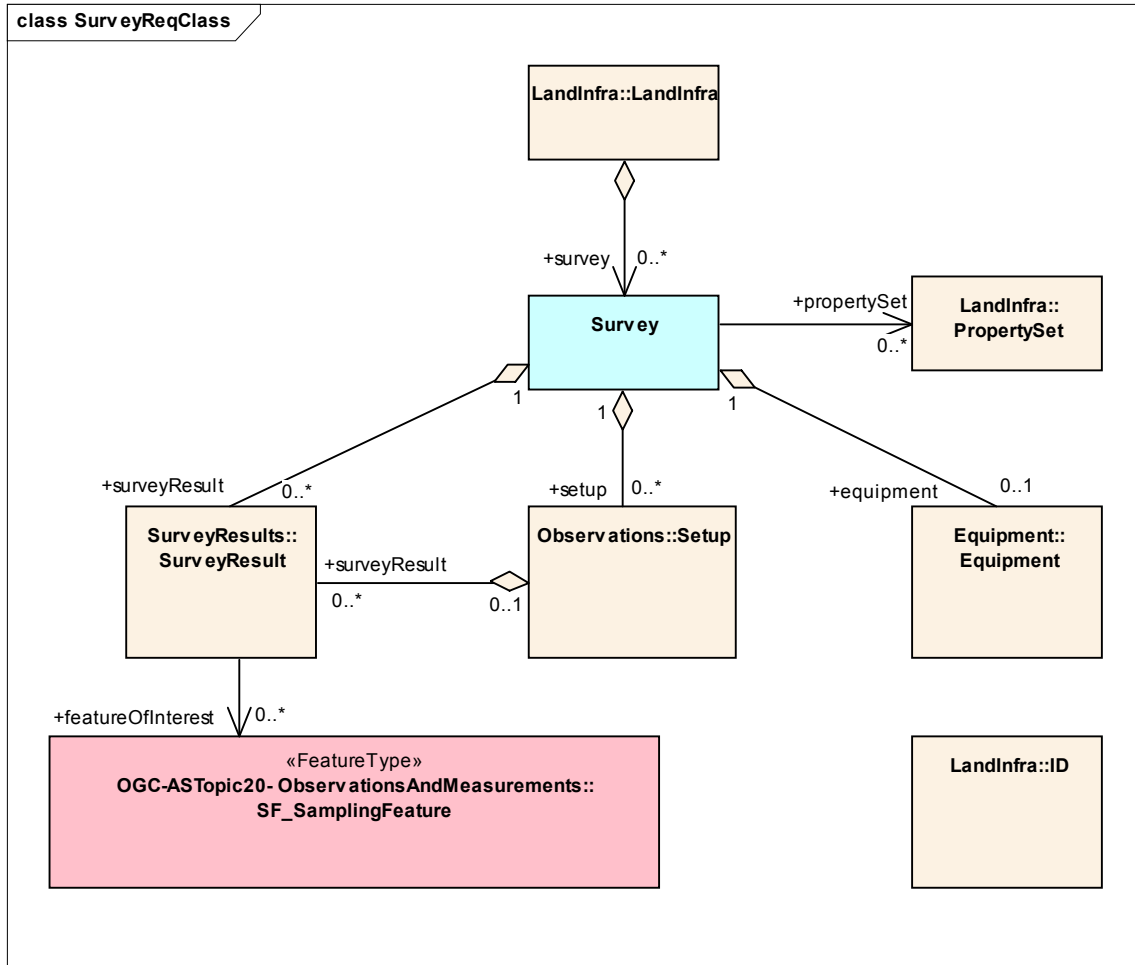 class SurveyReqClass
LandInfra::LandInfra
+survey 0..*
Survey
+propertySet
0..*
LandInfra::
PropertySet
1
1
1
+surveyResult
0..*
+setup
0..*
+equipment
0..1
SurveyResults::
SurveyResult
+surveyResult
0..*
0..1
Observations::Setup
Equipment::
Equipment
+featureOfInterest
0..*
«FeatureType»
OGC-ASTopic20- ObservationsAndMeasurements::
SF_SamplingFeature
LandInfra::ID